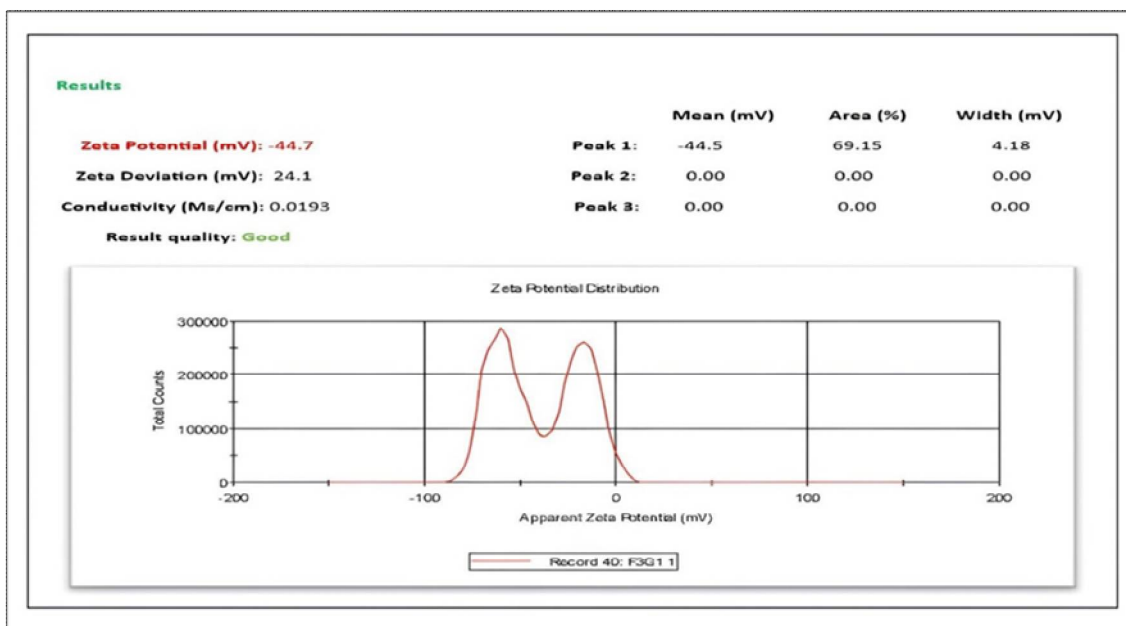 Results
Mean (mV) Area (%) Width (mV)
Zeta Potential (mV): -44.7 Peak 1: -44.5 69.15 4.18
Zeta Deviation (mV): 24.1 Peak 2: 0.00 0.00 0.00
Conductivity (Ms/cm): 0.0193 Peak 3: 0.00 0.00 0.00
Result quality: Good
Zeta Potential Distribution
Total Counts
300000
200000
100000
0
-200 -100 0 100 200
Apparent Zeta Potential (mV)
Record 40: F3G1 1